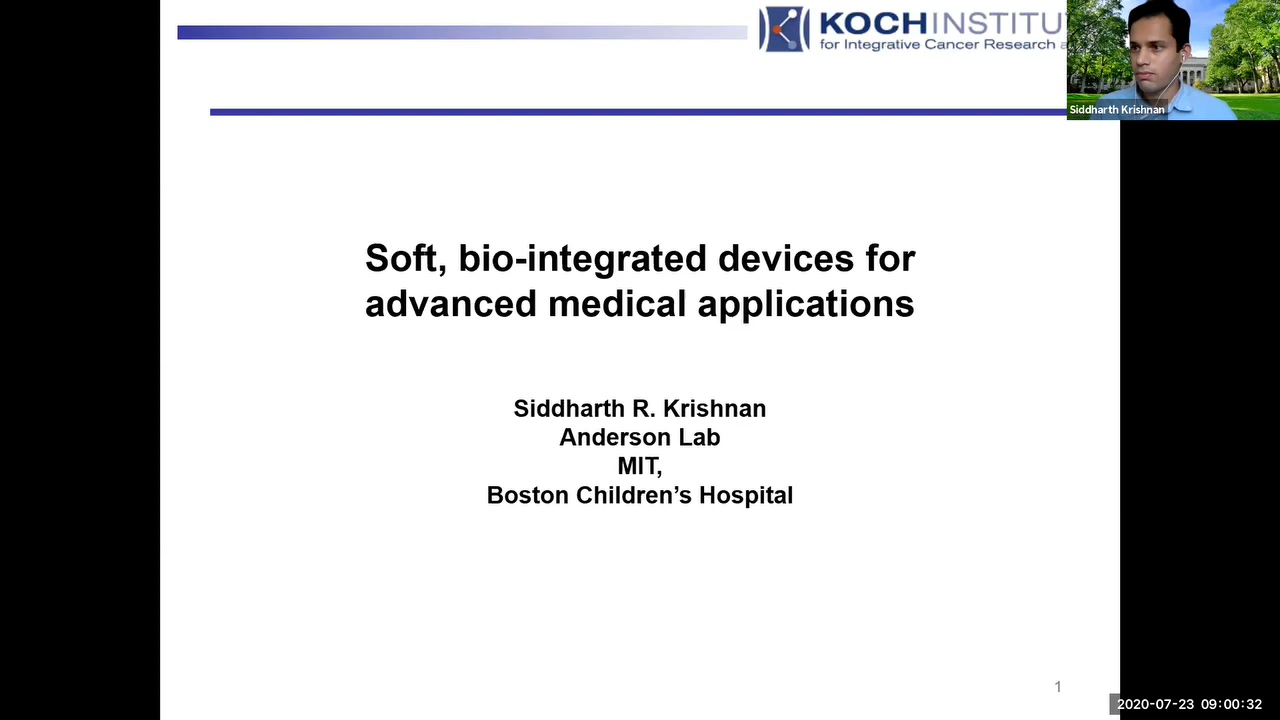 KOCH INSTITU
for Integrative Cancer Research a
Siddharth Krishnan
Soft, bio-integrated devices for
advanced medical applications
Siddharth R. Krishnan
Anderson Lab
MIT,
Boston Children’s Hospital
1
2020-07-23 09:00:32